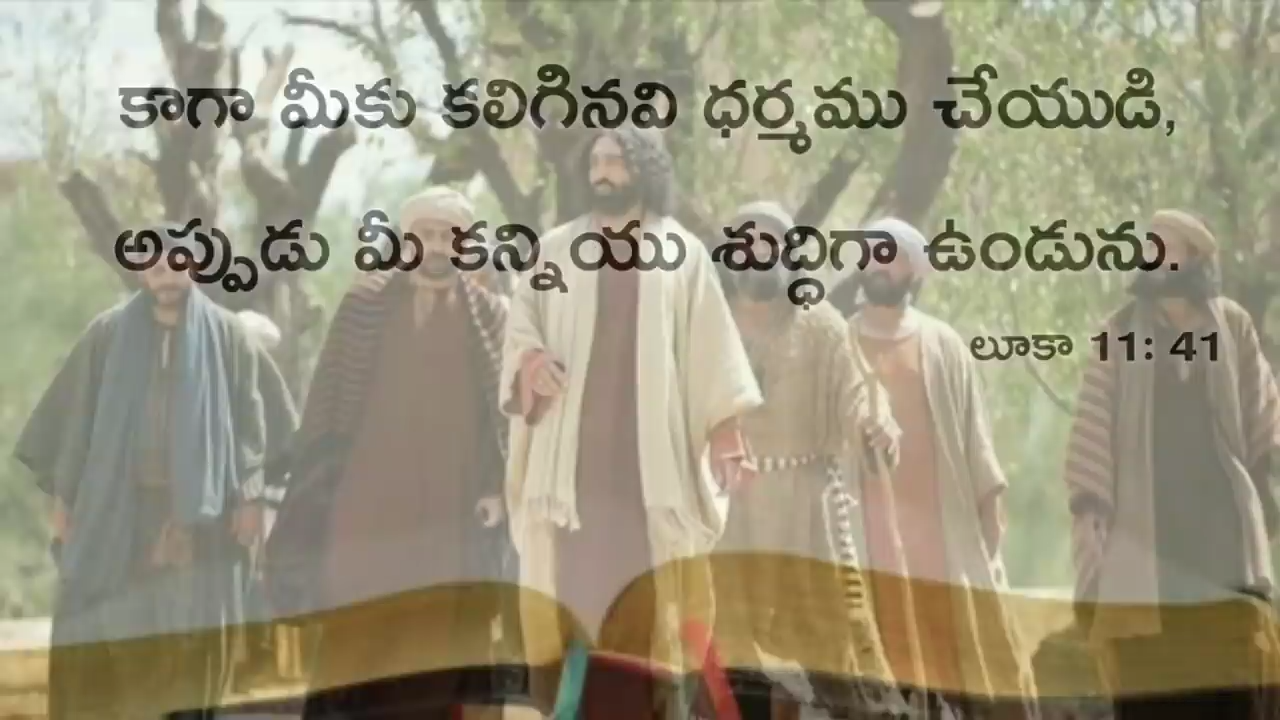 కాగా మీకు కలిగినవి ధర్మము చేయుడి,
అప్పుడు మీ కన్నియు శుద్ధిగా ఉండును.
లూకా 11: 41